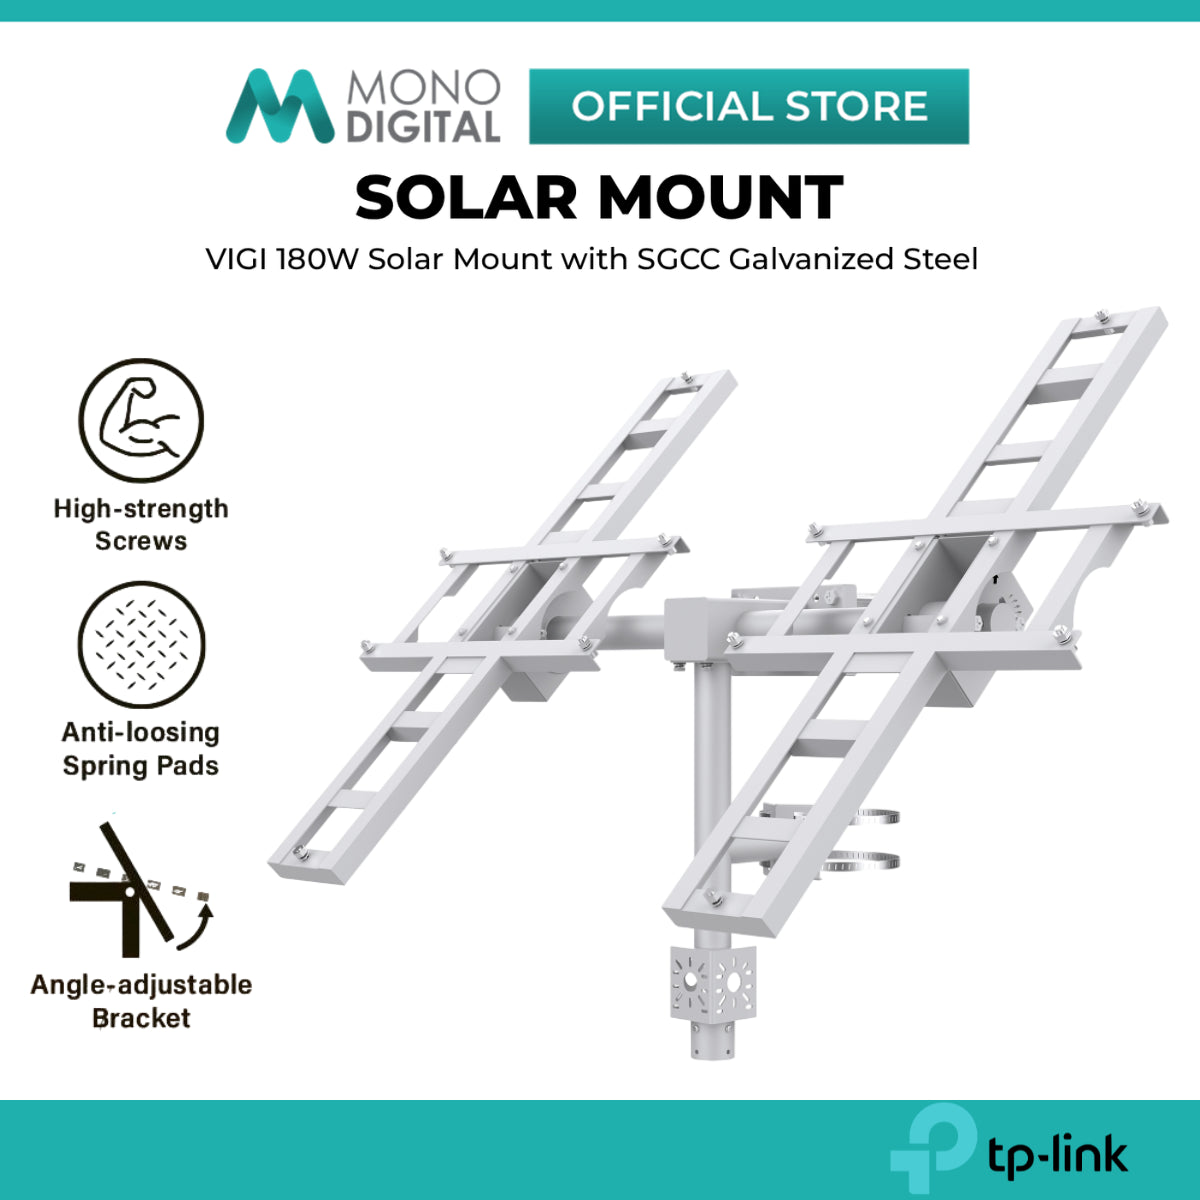 MONO
DIGITAL
OFFICIAL STORE
SOLAR MOUNT
VIGI 180W Solar Mount with SGCC Galvanized Steel
High-strength
Screws
Anti-loosing
Spring Pads
Angle-adjustable
Bracket
tp-link